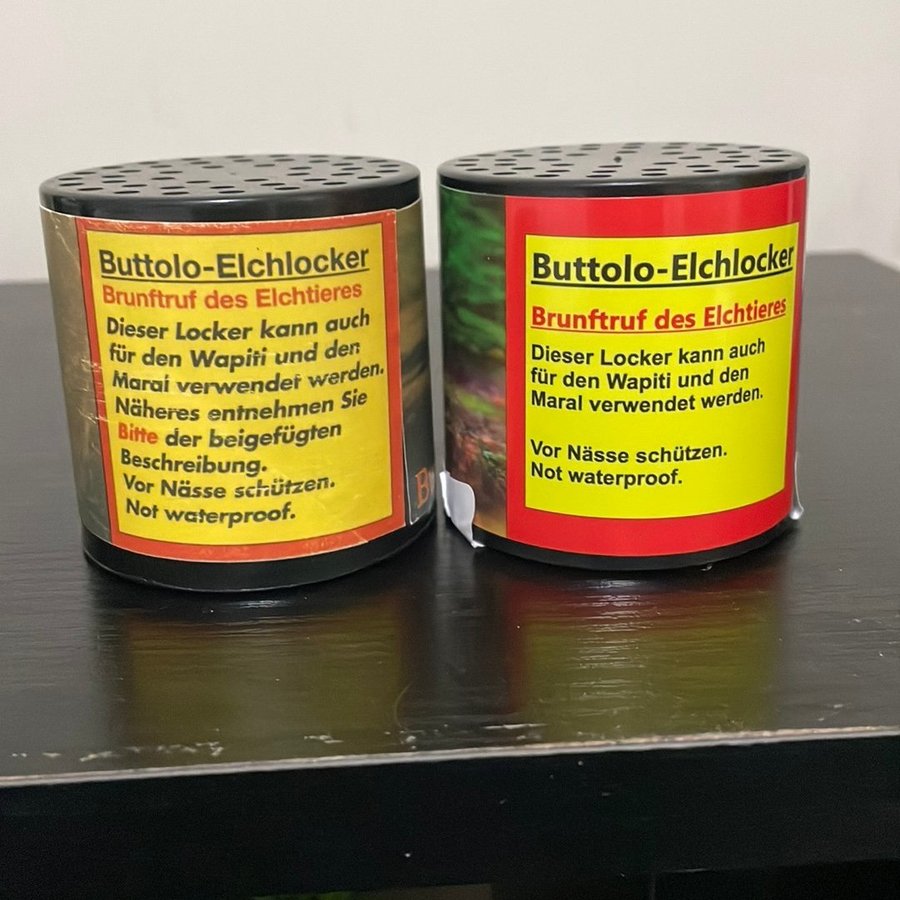 Buttolo-Elchlocker
Brunftruf des Elchtieres
Dieser Locker kann auch
für den Wapiti und den
Maral verwendet werden.
Näheres entnehmen Sie
Bitte der beigefügten
Beschreibung.
Vor Nässe schützen.
Not waterproof.
Buttolo-Elchlocker
Brunftruf des Elchtieres
Dieser Locker kann auch
für den Wapiti und den
Maral verwendet werden.
Vor Nässe schützen.
Not waterproof.